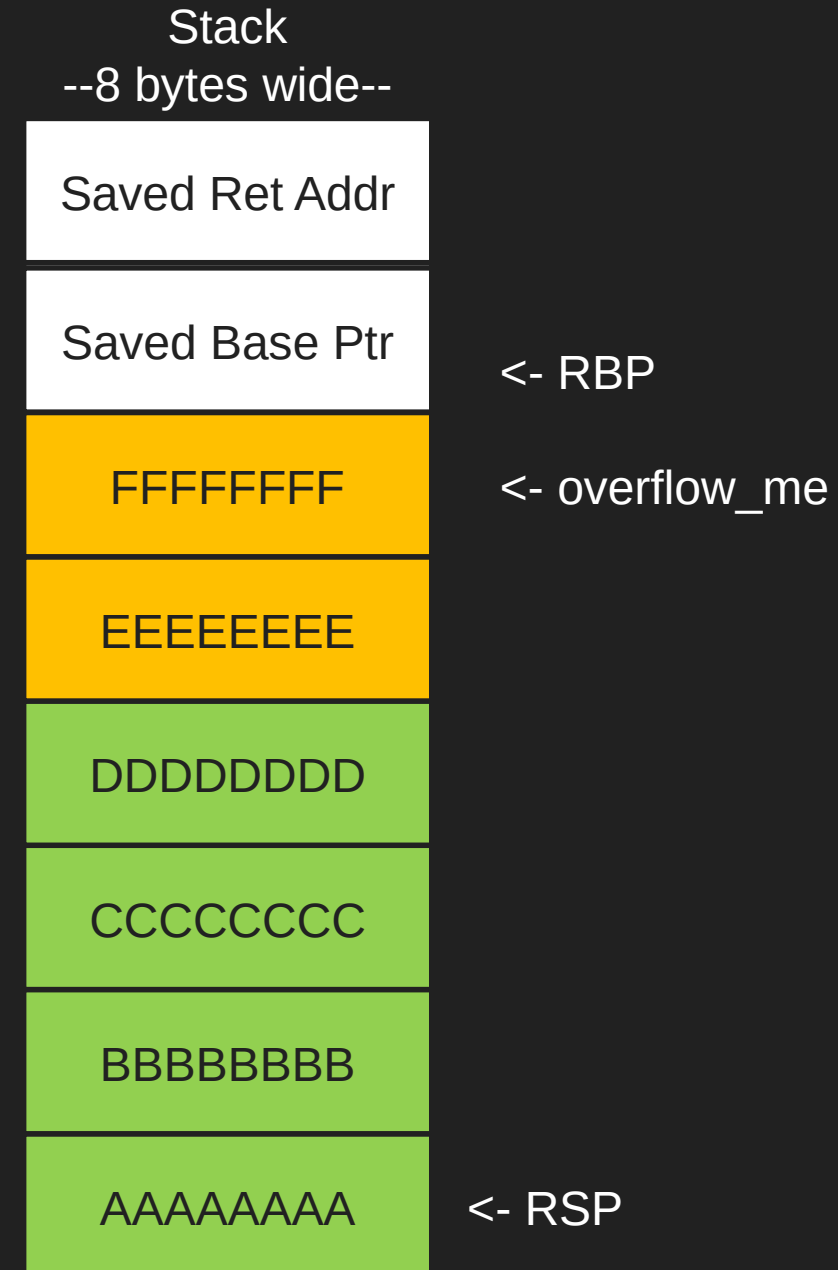 Stack
--8 bytes wide--
Saved Ret Addr
Saved Base Ptr
<- RBP
FFFFFFFF
<- overflow_me
EEEEEEEE
DDDDDDDD
CCCCCCCC
BBBBBBBB
AAAAAAAA
<- RSP